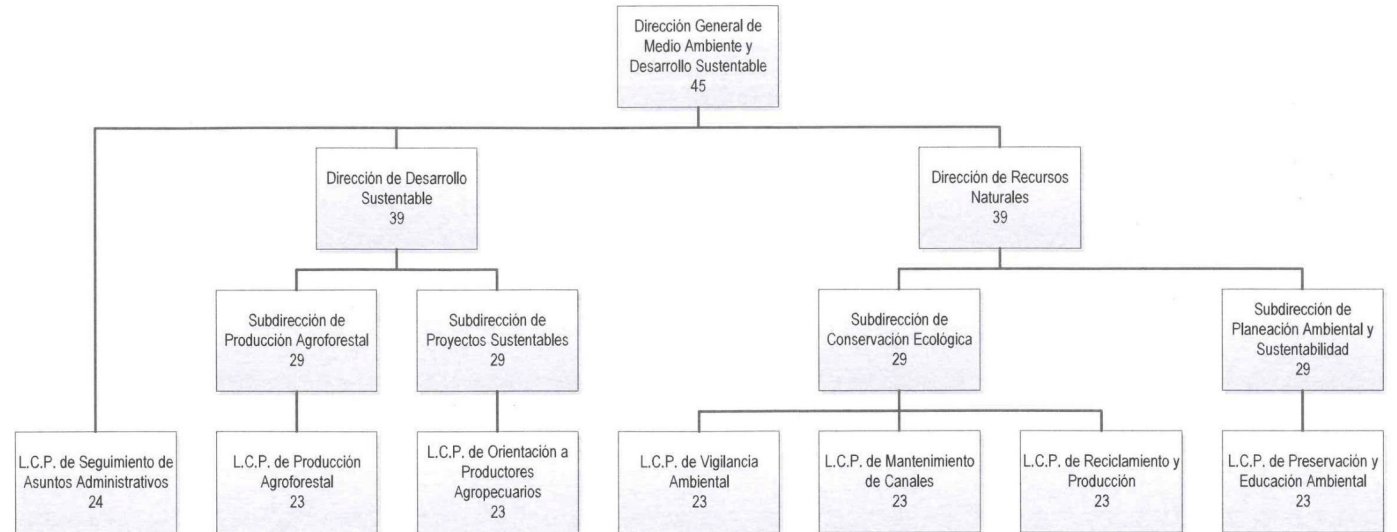 Dirección General de
Medio Ambiente y
Desarrollo Sustentable
45
Dirección de Desarrollo
Sustentable
39
Dirección de Recursos
Naturales
39
Subdirección de
Producción Agroforestal
29
Subdirección de
Proyectos Sustentables
29
Subdirección de
Conservación Ecológica
29
Subdirección de
Planeación Ambiental y
Sustentabilidad
29
L.C.P. de Seguimiento de
Asuntos Administrativos
24
L.C.P. de Producción
Agroforestal
23
L.C.P. de Orientación a
Productores
Agropecuarios
23
L.C.P. de Vigilancia
Ambiental
23
L.C.P. de Mantenimiento
de Canales
23
L.C.P. de Reciclamiento y
Producción
23
L.C.P. de Preservación y
Educación Ambiental
23